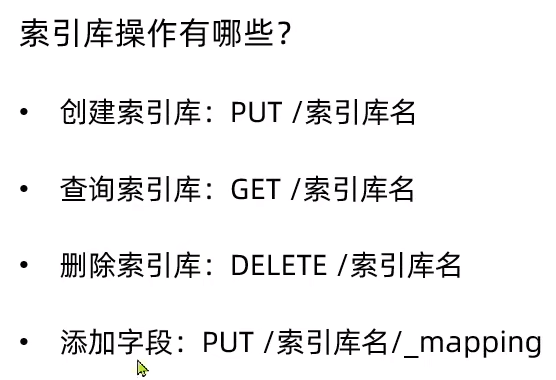 索引库操作有哪些?
• 创建索引库：PUT /索引库名
• 查询索引库：GET /索引库名
• 删除索引库：DELETE /索引库名
• 添加字段：PUT /索引库名/_mapping